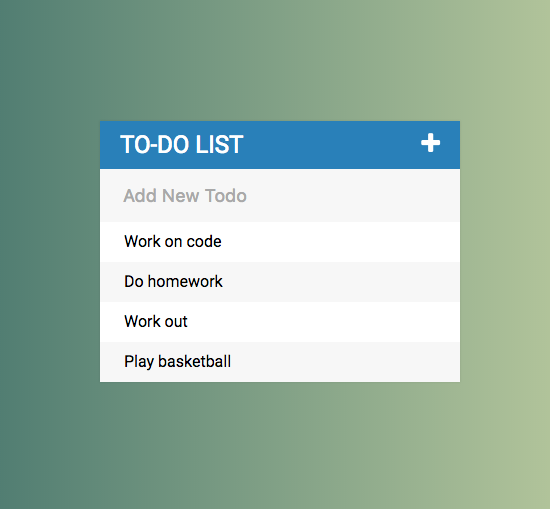 TO-DO LIST
Add New Todo
Work on code
Do homework
Work out
Play basketball